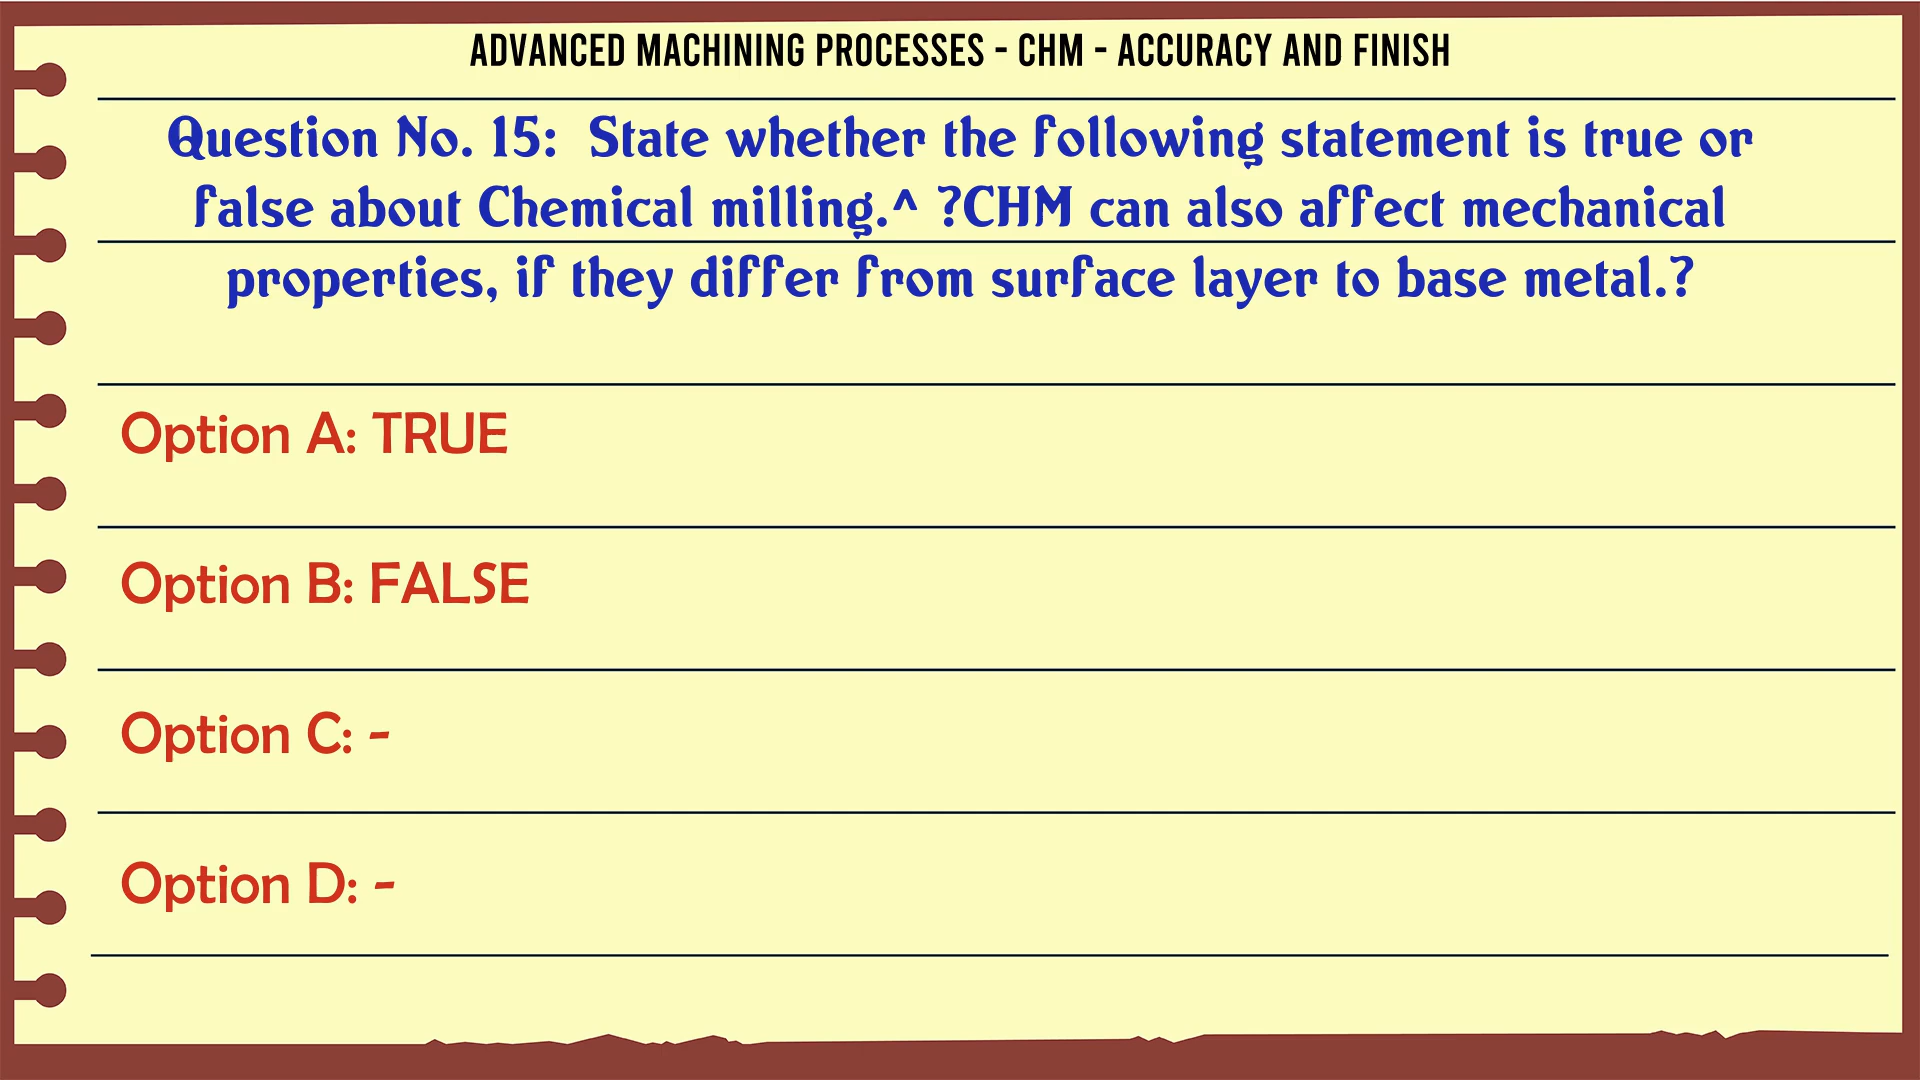 ADVANCED MACHINING PROCESSES - CHM - ACCURACY AND FINISH
Question No. 15:  State whether the following statement is true or
false about Chemical milling.^ ?CHM can also affect mechanical
properties, if they differ from surface layer to base metal.?
Option A: TRUE
Option B: FALSE
Option C: -
Option D: -